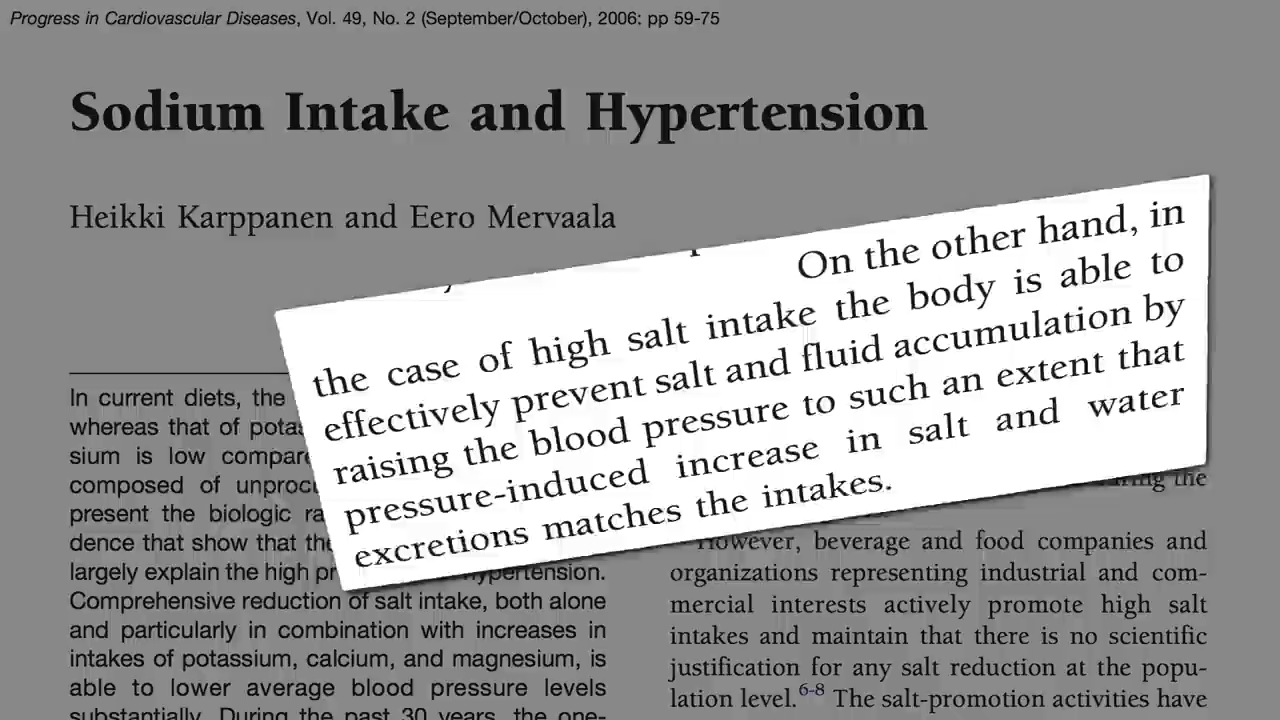 Progress in Cardiovascular Diseases, Vol. 49, No. 2 (September/October), 2006: pp 59-75
Sodium Intake and Hypertension
Heikki Karppanen and Eero Mervaala
On the other hand, in
the case of high salt intake the body is able to
effectively prevent salt and fluid accumulation by
raising the blood pressure to such an extent that
pressure-induced increase in salt and water
excretions matches the intakes.
In current diets, the
whereas that of
sium is low
composed of
present the biologic
dence that show that
largely explain the high hypertension.
Comprehensive reduction of salt intake, both alone
and particularly in combination with increases in
intakes of potassium, calcium, and magnesium, is
able to lower average blood pressure levels
substantially. During the past 30 years, the one-
the
However, beverage and food companies and
organizations representing industrial and com-
mercial interests actively promote high salt
intakes and maintain that there is no scientific
justification for any salt reduction at the popu-
lation level.6-8 The salt-promotion activities have